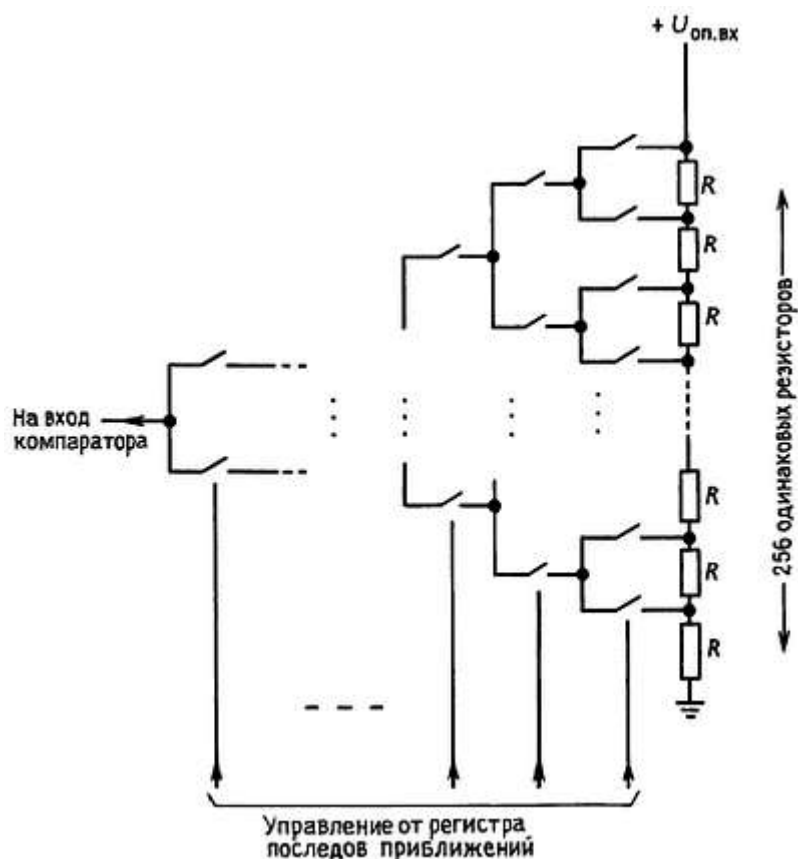 + Uоп.вх
R
R
R
На вход
компаратора
R
R
R
256 одинаковых резисторов
Управление от регистра
последов приближений